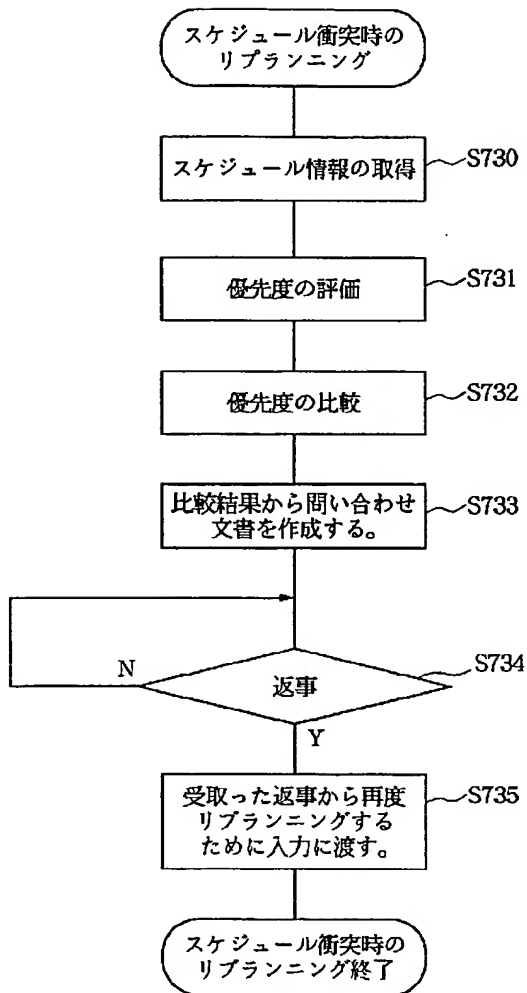 スケジュール衝突時の
リプランニング
スケジュール情報の取得
S730
優先度の評価
S731
優先度の比較
S732
比較結果から問い合わせ
文書を作成する。
S733
返事
S734
N
Y
受取った返事から再度
リプランニングする
ために入力に渡す。
S735
スケジュール衝突時の
リプランニング終了